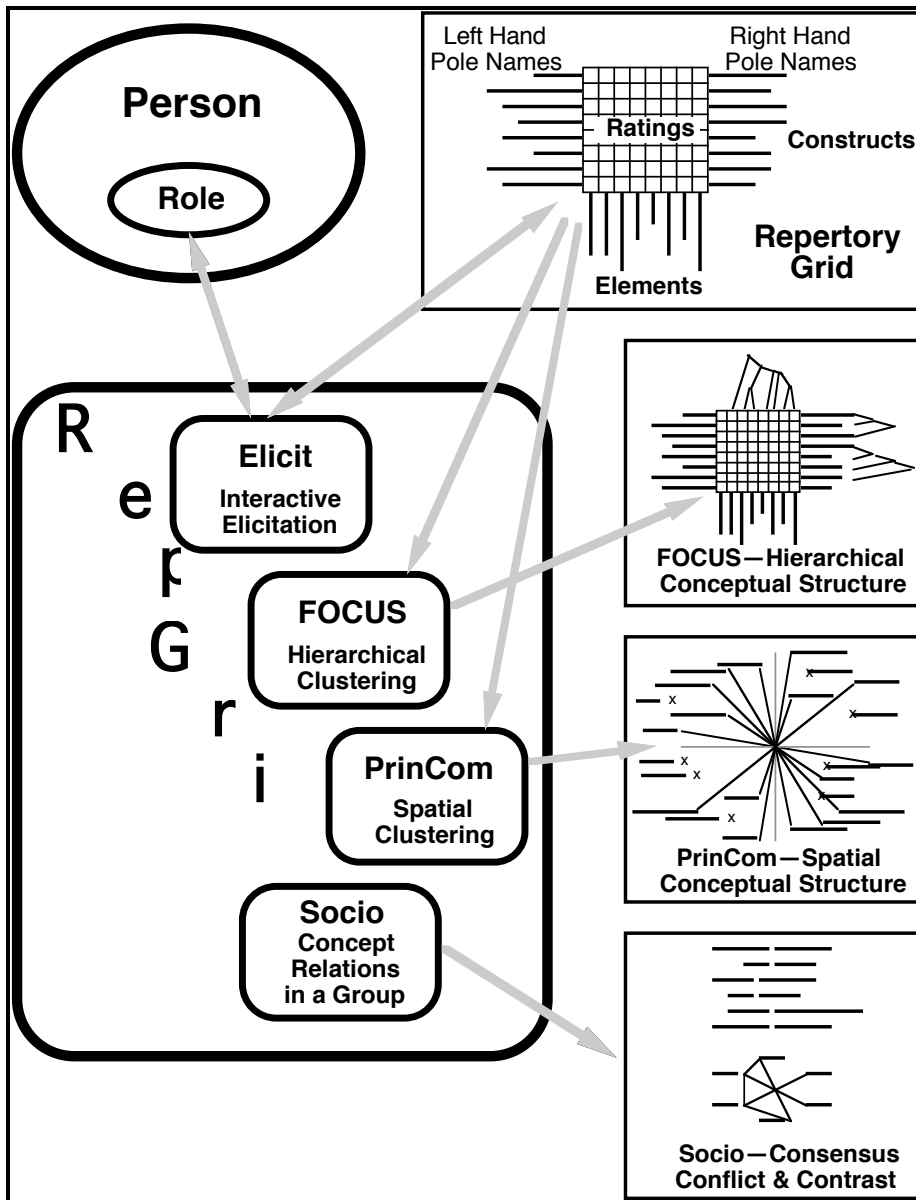 Person
Role
Left Hand
Pole Names
Right Hand
Pole Names
Ratings
Constructs
Repertory
Grid
Elements
R
e
p
G
r
i
Elicit
Interactive
Elicitation
FOCUS
Hierarchical
Clustering
PrinCom
Spatial
Clustering
Socio
Concept
Relations
in a Group
FOCUS—Hierarchical
Conceptual Structure
x
x
x
x
x
x
x
x
PrinCom—Spatial
Conceptual Structure
Socio—Consensus
Conflict & Contrast